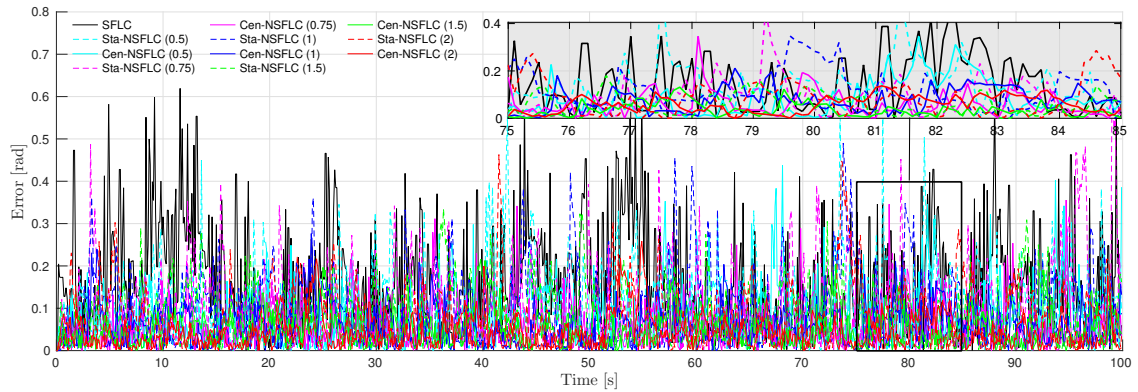 0.8
0.7
0.6
0.5
0.4
0.3
0.2
0.1
0
Error [rad]
SFLC
Sta-NSFLC (0.5)
Cen-NSFLC (0.5)
Sta-NSFLC (0.75)
Cen-NSFLC (0.75)
Sta-NSFLC (1)
Cen-NSFLC (1)
Sta-NSFLC (1.5)
Cen-NSFLC (1.5)
Sta-NSFLC (2)
Cen-NSFLC (2)
0.4
0.2
0
75 76 77 78 79 80 81 82 83 84 85
0 10 20 30 40 50 60 70 80 90 100
Time [s]